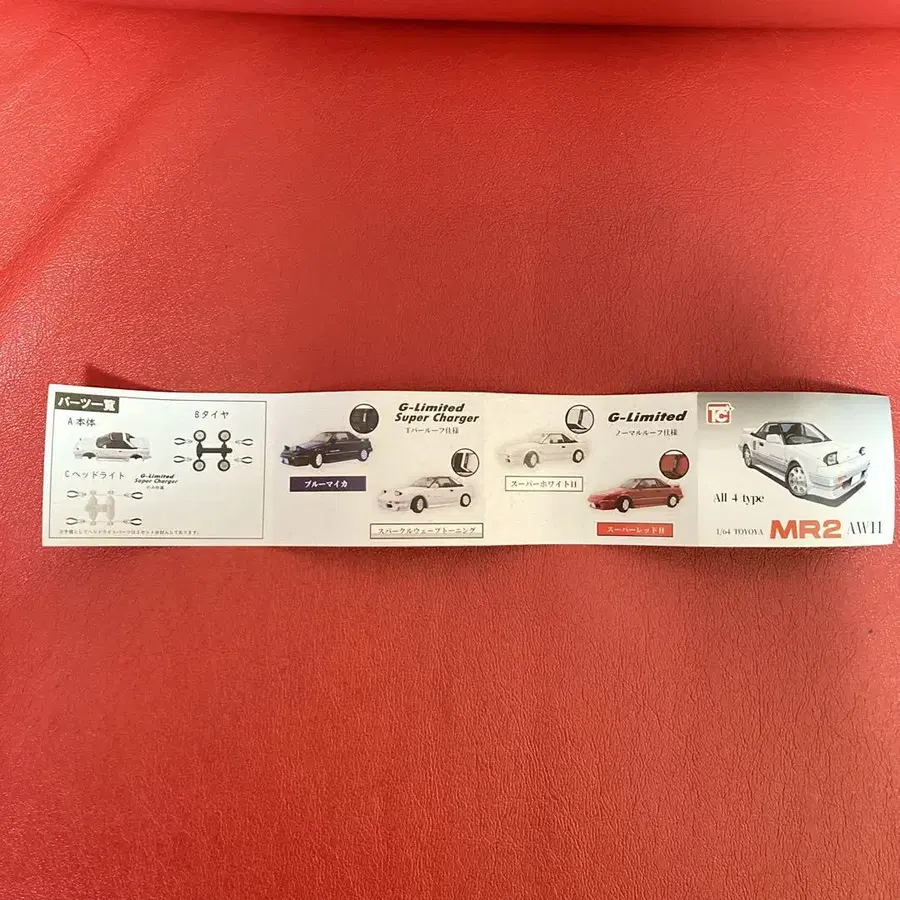 パーツ一覧
A 本体
B タイヤ
C ヘッドライト
G-Limited
Super Charger
のみ付属
G-Limited
Super Charger
Tバールーフ仕様
ブルーマイカ
スパークルウェーブトーニング
G-Limited
ノーマルルーフ仕様
スーパーホワイトII
スーパーレッドII
TC
All 4 type
1/64 TOYOYA MR2 AW11